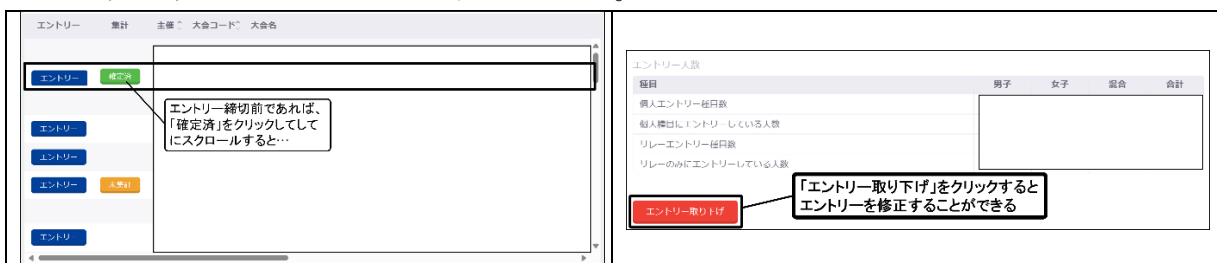 エントリー 集計 主催 大会コード 大会名
エントリー 確定済
エントリー締切前であれば、
「確定済」をクリックしてして
にスクロールすると…
エントリー
エントリー
エントリー 未集計
エントリー
エントリー人数
種目 男子 女子 混合 合計
個人エントリー種目数
個人種目にエントリーしている人数
リレーエントリー種目数
リレーのみにエントリーしている人数
「エントリー取り下げ」をクリックすると
エントリーを修正することができる
エントリー取り下げ